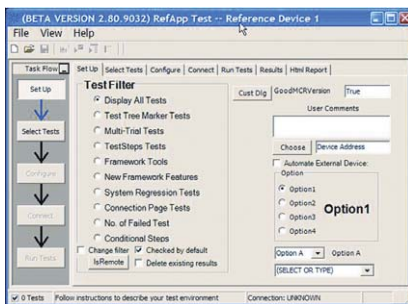 (BETA VERSION 2.80.9032) RefApp Test -- Reference Device 1
File View Help
Task Flow
Set Up Select Tests Configure Connect Run Tests Results Html Report
Set Up
Select Tests
Configure
Connect
Run Tests
Test Filter
Display All Tests
Test Tree Marker Tests
Multi-Trial Tests
TestSteps Tests
Framework Tools
New Framework Features
System Regression Tests
Connection Page Tests
No. of Failed Test
Conditional Steps
Change filter Checked by default
IsRemote Delete existing results
Cust Dlg GoodMCRVersion True
User Comments
Choose Device Address
Automate External Device:
Option
Option1
Option2
Option3
Option4
Option1
Option A Option A
(SELECT OR TYPE)
0 Tests Follow instructions to describe your test environment Connection: UNKNOWN